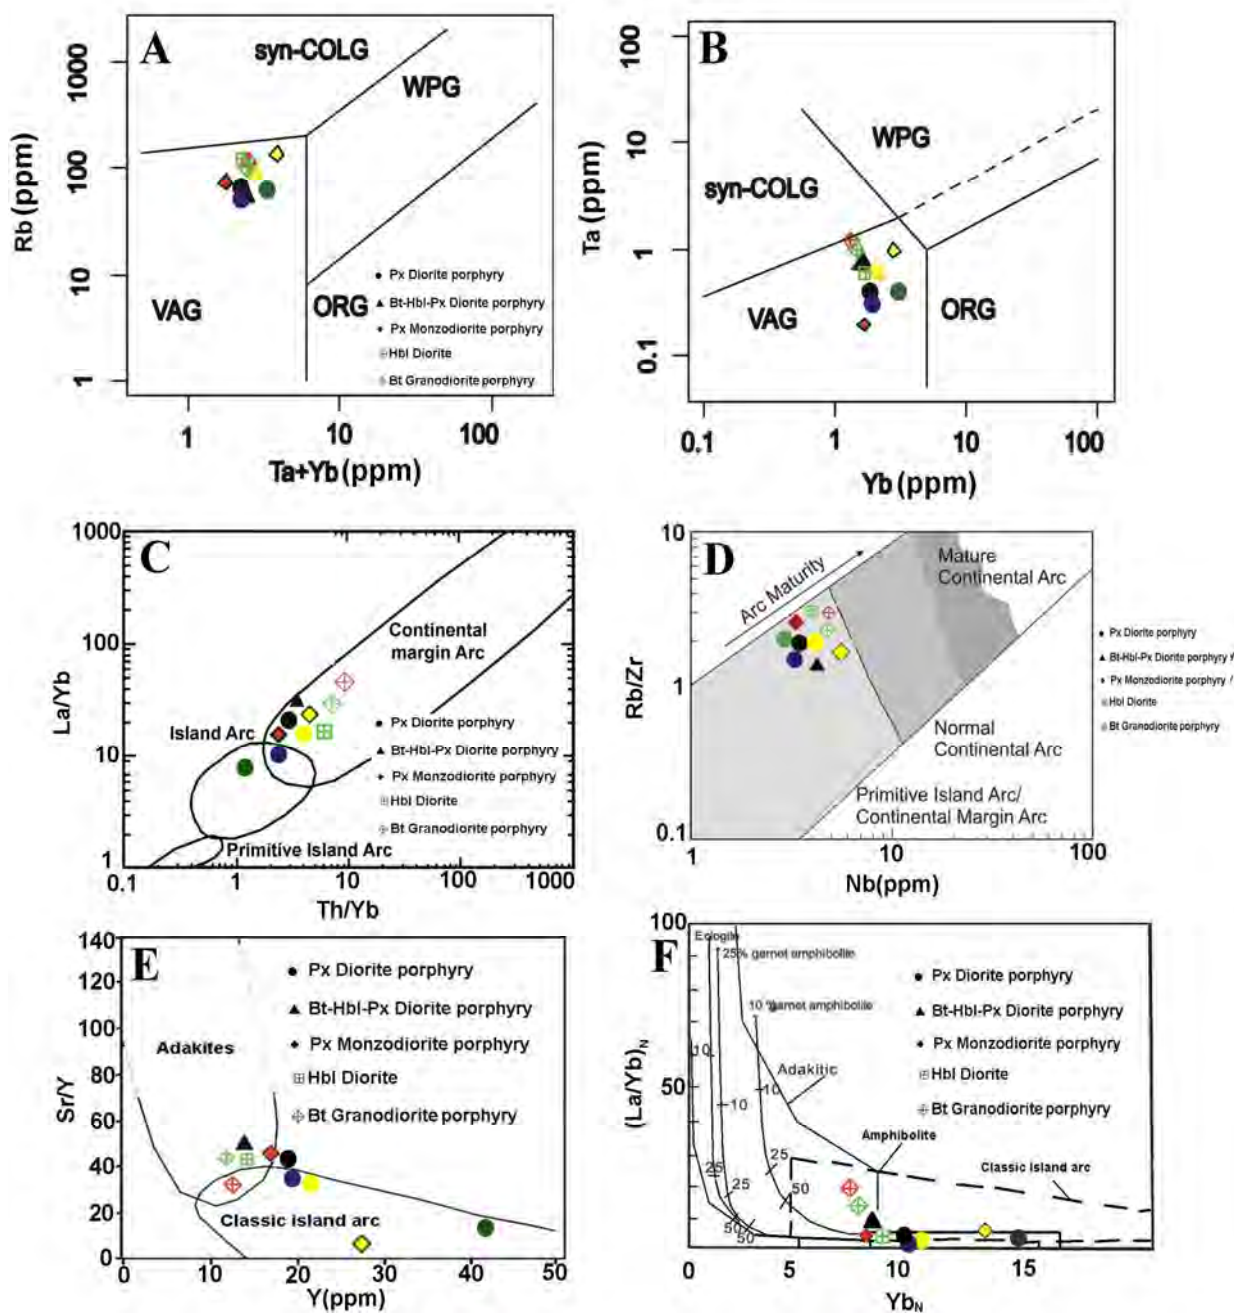 A
syn-COLG
WPG
VAG
ORG
Rb (ppm)
1000
100
10
1
1
10
100
Ta+Yb (ppm)
Px Diorite porphyry
Bt-Hbl-Px Diorite porphyry
Px Monzodiorite porphyry
Hbl Diorite
Bt Granodiorite porphyry
B
WPG
syn-COLG
VAG
ORG
Ta (ppm)
100
10
1
0.1
0.1
1
10
100
Yb (ppm)
C
Continental
margin Arc
Island Arc
Primitive Island Arc
La/Yb
1000
100
10
1
0.1
1
10
100
1000
Th/Yb
Px Diorite porphyry
Bt-Hbl-Px Diorite porphyry
Px Monzodiorite porphyry
Hbl Diorite
Bt Granodiorite porphyry
D
Arc Maturity
Mature
Continental Arc
Normal
Continental Arc
Primitive Island Arc/
Continental Margin Arc
Rb/Zr
10
1
0.1
1
10
100
Nb(ppm)
Px Diorite porphyry
Bt-Hbl-Px Diorite porphyry
Px Monzodiorite porphyry
Hbl Diorite
Bt Granodiorite porphyry
E
Adakites
Classic island arc
Sr/Y
140
120
100
80
60
40
20
0
0
10
20
30
40
50
Y(ppm)
Px Diorite porphyry
Bt-Hbl-Px Diorite porphyry
Px Monzodiorite porphyry
Hbl Diorite
Bt Granodiorite porphyry
F
Eclogite
25% garnet amphibolite
10 % garnet amphibolite
Adakitic
Amphibolite
Classic island arc
10
10
10
25
25
25
50
50
50
(La/Yb)N
100
50
0
5
10
15
YbN
Px Diorite porphyry
Bt-Hbl-Px Diorite porphyry
Px Monzodiorite porphyry
Hbl Diorite
Bt Granodiorite porphyry